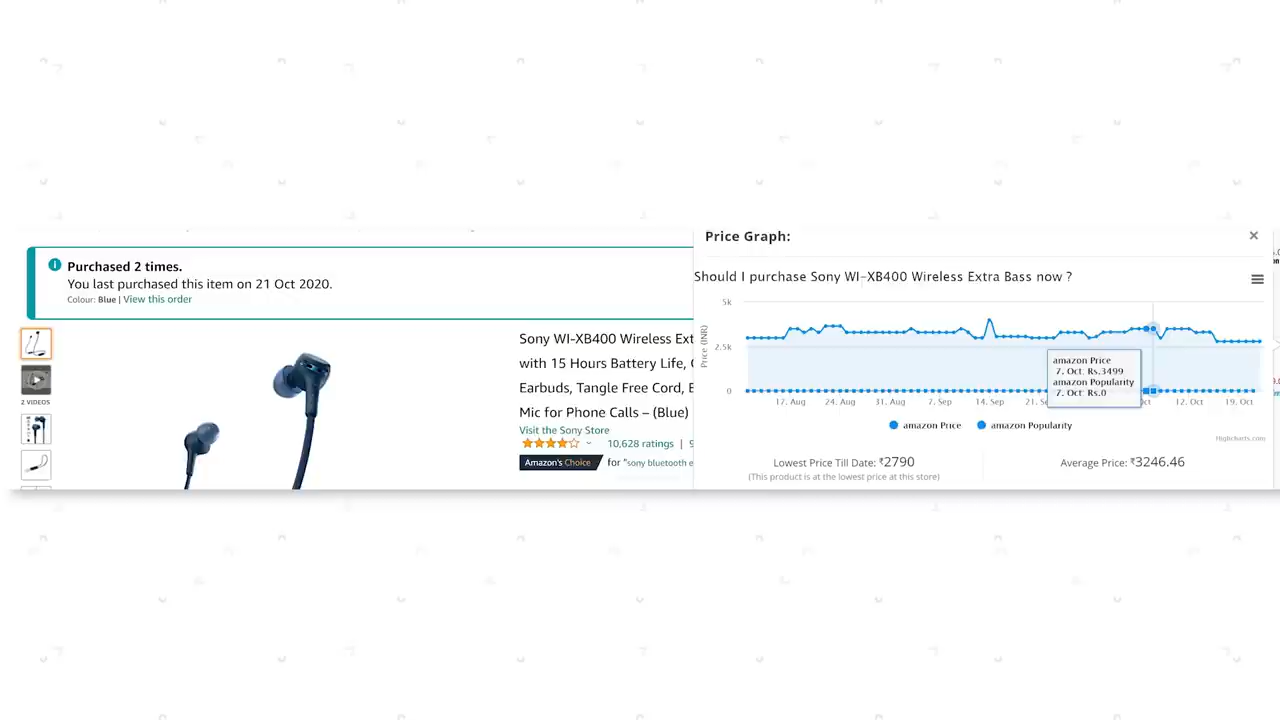 Purchased 2 times.
You last purchased this item on 21 Oct 2020.
Colour: Blue | View this order
2 VIDEOS
Sony WI-XB400 Wireless Ext
with 15 Hours Battery Life,
Earbuds, Tangle Free Cord,
Mic for Phone Calls – (Blue)
Visit the Sony Store
10,628 ratings | 9
Amazon's Choice for "sony bluetooth e
Price Graph:
×
Should I purchase Sony WI-XB400 Wireless Extra Bass now ?
Price (INR)
5k
2.5k
0
amazon Price
7. Oct: Rs.3499
amazon Popularity
7. Oct: Rs.0
17. Aug 24. Aug 31. Aug 7. Sep 14. Sep 21. Se Oct 12. Oct 19. Oct
amazon Price amazon Popularity
Highcharts.com
Lowest Price Till Date: ₹2790
(This product is at the lowest price at this store)
Average Price: ₹3246.46